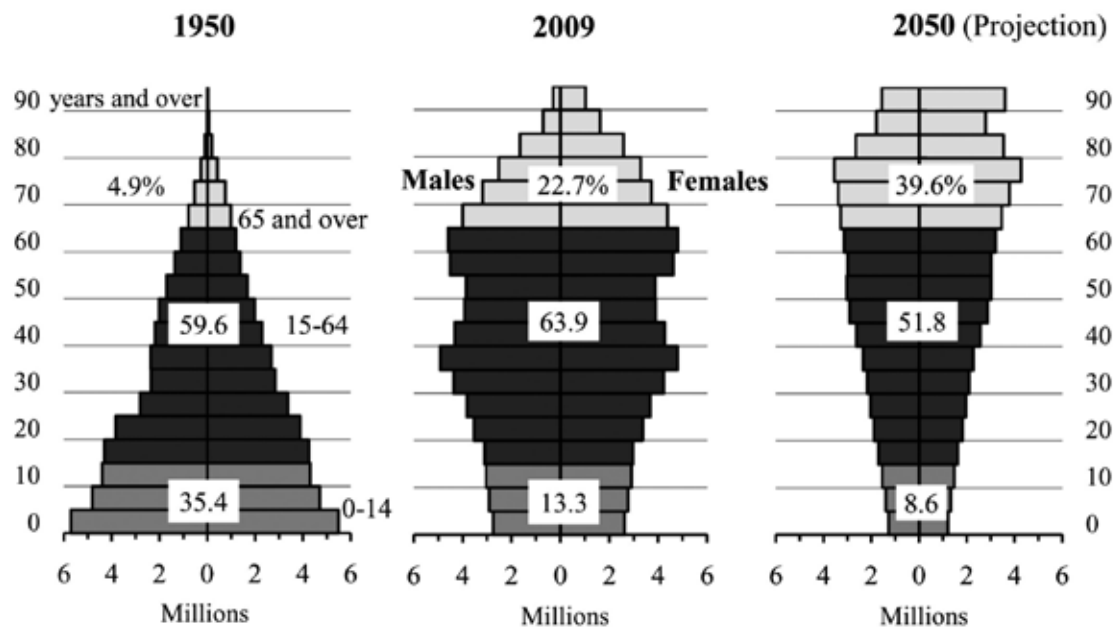 1950 2009 2050 (Projection)
90 years and over 90
80 80
4.9% Males 22.7% Females 39.6%
70 70
65 and over
60 60
50 50
59.6 15-64 63.9 51.8
40 40
30 30
20 20
10 10
35.4 0-14 13.3 8.6
0 0
6 4 2 0 2 4 6 6 4 2 0 2 4 6 6 4 2 0 2 4 6
Millions Millions Millions